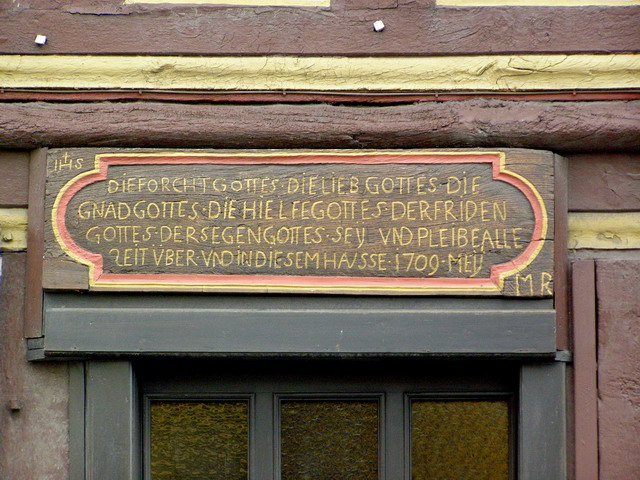 IHS
DIE FORCHT GOTTES · DIE LIEB GOTTES · DIE
GNAD GOTTES · DIE HIELFE GOTTES · DER FRIDEN
GOTTES · DER SEGEN GOTTES · SEY VND PLEIBE ALLE
ZEIT VBER VND IN DIESEM HAVSSE · 1709 · MEY
M R